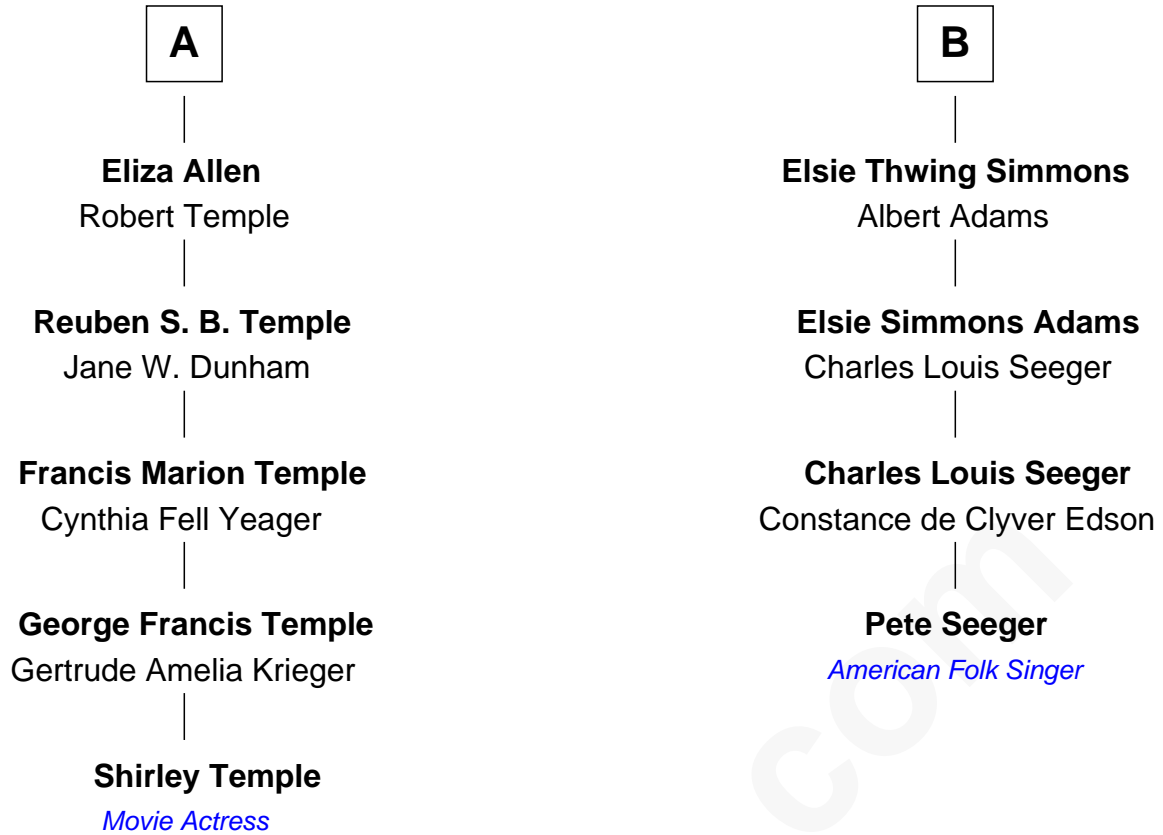 A
Eliza Allen
Robert Temple
Reuben S. B. Temple
Jane W. Dunham
Francis Marion Temple
Cynthia Fell Yeager
George Francis Temple
Gertrude Amelia Krieger
Shirley Temple
Movie Actress
B
Elsie Thwing Simmons
Albert Adams
Elsie Simmons Adams
Charles Louis Seeger
Charles Louis Seeger
Constance de Clyver Edson
Pete Seeger
American Folk Singer
com